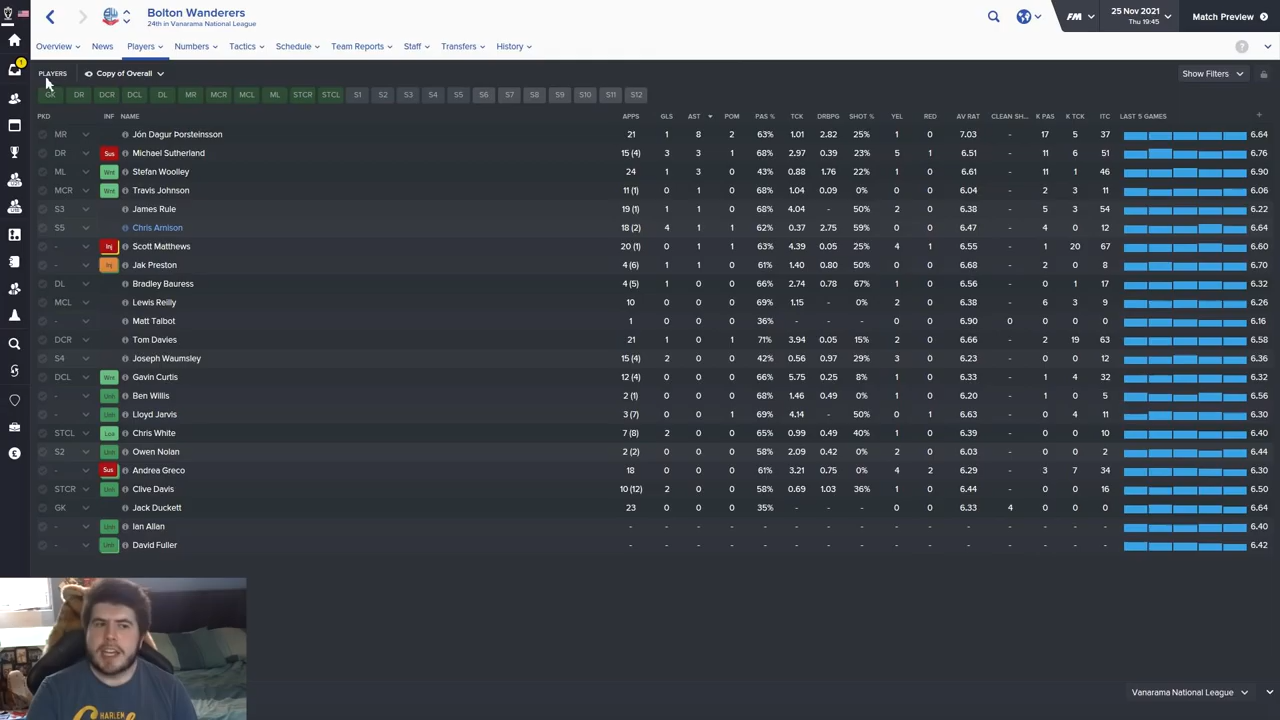 Bolton Wanderers
24th in Vanarama National League
25 Nov 2021
Thu 19:45
FM
Match Preview
1
Overview News Players Numbers Tactics Schedule Team Reports Staff Transfers History
PLAYERS Copy of Overall Show Filters
GK DR DCR DCL DL MR MCR MCL ML STCR STCL S1 S2 S3 S4 S5 S6 S7 S8 S9 S10 S11 S12
PKD INF NAME APPS GLS AST POM PAS % TCK DRBPG SHOT % YEL RED AV RAT CLEAN SH... K PAS K TCK ITC LAST 5 GAMES
MR Jón Dagur Þorsteinsson 21 1 8 2 63% 1.01 2.82 25% 1 0 7.03 - 17 5 37 6.64
DR Sus Michael Sutherland 15 (4) 3 3 1 68% 2.97 0.39 23% 5 1 6.51 - 11 6 51 6.76
ML Wnt Stefan Woolley 24 1 3 0 43% 0.88 1.76 22% 1 0 6.61 - 11 1 46 6.90
MCR Wnt Travis Johnson 11 (1) 0 1 0 68% 1.04 0.09 0% 0 0 6.04 - 2 3 11 6.06
S3 James Rule 19 (1) 1 1 0 68% 4.04 - 50% 2 0 6.38 - 5 3 54 6.22
S5 Chris Arnison 18 (2) 4 1 1 62% 0.37 2.75 59% 1 0 6.47 - 4 0 12 6.64
- Inj Scott Matthews 20 (1) 0 1 1 63% 4.39 0.05 25% 4 1 6.55 - 1 20 67 6.60
- Inj Jak Preston 4 (6) 1 1 0 61% 1.40 0.80 50% 0 0 6.68 - 2 0 8 6.70
DL Bradley Bauress 4 (5) 1 0 0 66% 2.74 0.78 67% 1 0 6.56 - 0 1 17 6.32
MCL Lewis Reilly 10 0 0 0 69% 1.15 - 0% 2 0 6.38 - 6 3 9 6.26
- Matt Talbot 1 0 0 0 36% - - - 0 0 6.90 0 0 0 0 6.16
DCR Tom Davies 21 1 0 0 71% 3.94 0.05 15% 2 0 6.66 - 2 19 63 6.58
S4 Joseph Waumsley 15 (4) 2 0 0 42% 0.56 0.97 29% 3 0 6.23 - 0 0 12 6.36
DCL Wnt Gavin Curtis 12 (4) 0 0 0 66% 5.75 0.25 8% 1 0 6.33 - 1 4 32 6.32
- Unh Ben Willis 2 (1) 0 0 0 68% 1.46 0.49 0% 0 0 6.20 - 1 0 5 6.56
- Unh Lloyd Jarvis 3 (7) 0 0 1 69% 4.14 - 50% 0 1 6.63 - 0 4 11 6.30
STCL Loa Chris White 7 (8) 2 0 0 65% 0.99 0.49 40% 1 0 6.39 - 0 0 10 6.40
S2 Unh Owen Nolan 2 (2) 0 0 0 58% 2.09 0.42 0% 2 0 6.03 - 0 0 2 6.44
- Sus Andrea Greco 18 0 0 0 61% 3.21 0.75 0% 4 2 6.29 - 3 7 34 6.30
STCR Unh Clive Davis 10 (12) 2 0 0 58% 0.69 1.03 36% 1 0 6.44 - 0 0 16 6.50
GK Jack Duckett 23 0 0 0 35% - - - 0 0 6.33 4 0 0 0 6.64
- Unh Ian Allan - - - - - - - - - - - - - - - 6.40
- Unh David Fuller - - - - - - - - - - - - - - - 6.42
HARLEM
Vanarama National League